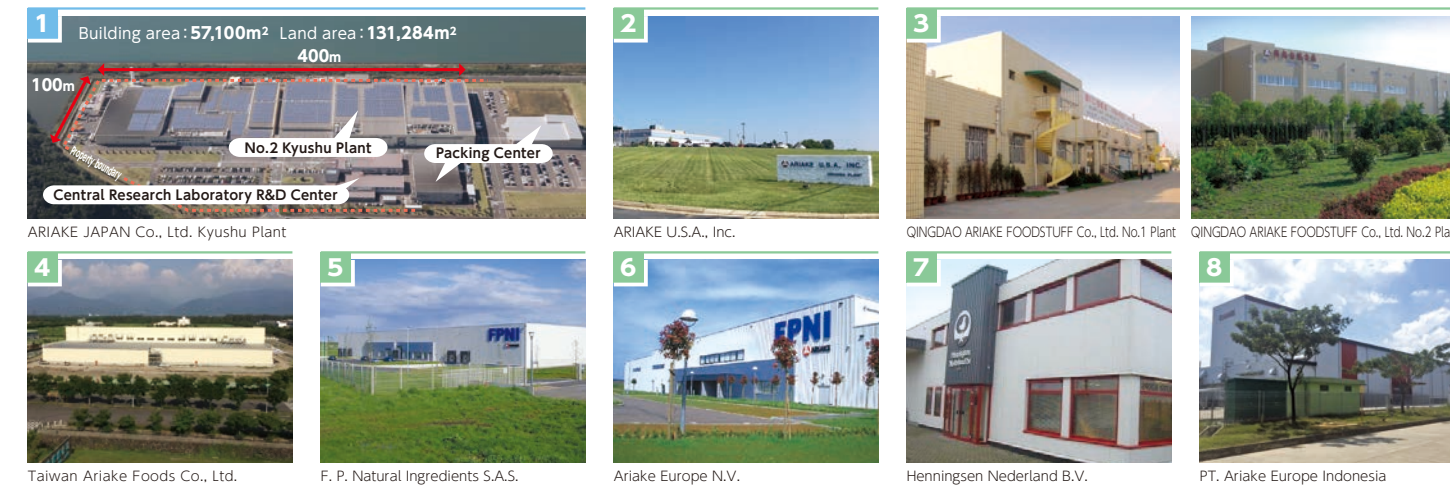 1
Building area : 57,100m² Land area : 131,284m²
400m
100m
No.2 Kyushu Plant
Packing Center
Property boundary
Central Research Laboratory R&D Center
ARIAKE JAPAN Co., Ltd. Kyushu Plant
2
ARIAKE U.S.A., INC.
ARIAKE U.S.A., Inc.
3
QINGDAO ARIAKE FOODSTUFF Co., Ltd. No.1 Plant
QINGDAO ARIAKE FOODSTUFF Co., Ltd. No.2 Pla
4
Taiwan Ariake Foods Co., Ltd.
5
FPNI
F. P. Natural Ingredients S.A.S.
6
FPNI
ARIAKE
Ariake Europe N.V.
7
Henningsen Nederland B.V.
8
PT. Ariake Europe Indonesia